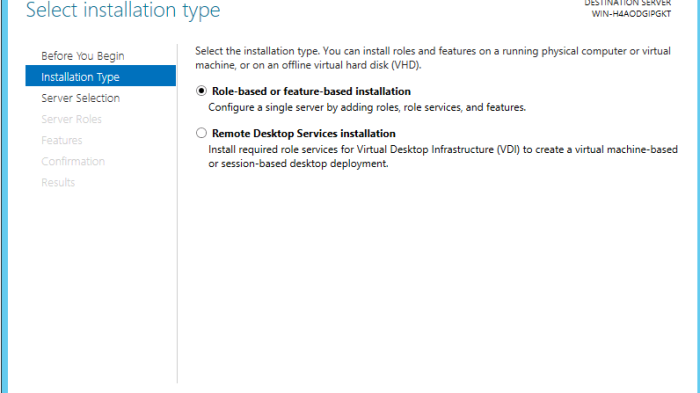 Select installation type
DESTINATION SERVER
WIN-H4AODGIPGKT
Before You Begin
Installation Type
Server Selection
Server Roles
Features
Confirmation
Results
Select the installation type. You can install roles and features on a running physical computer or virtual
machine, or on an offline virtual hard disk (VHD).
Role-based or feature-based installation
Configure a single server by adding roles, role services, and features.
Remote Desktop Services installation
Install required role services for Virtual Desktop Infrastructure (VDI) to create a virtual machine-based
or session-based desktop deployment.